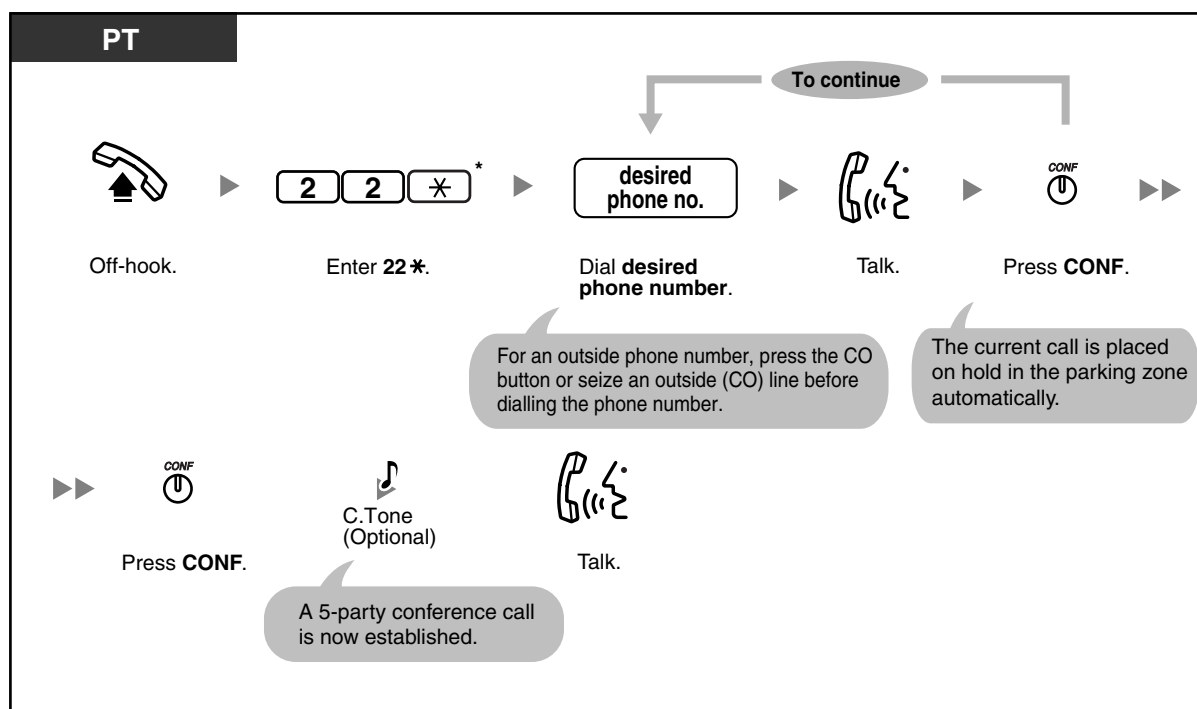 PT
To continue
2 2 * *
desired
phone no.
CONF
Off-hook.
Enter 22*.
Dial desired
phone number.
Talk.
Press CONF.
For an outside phone number, press the CO
button or seize an outside (CO) line before
dialling the phone number.
The current call is placed
on hold in the parking zone
automatically.
CONF
C.Tone
(Optional)
Press CONF.
Talk.
A 5-party conference call
is now established.